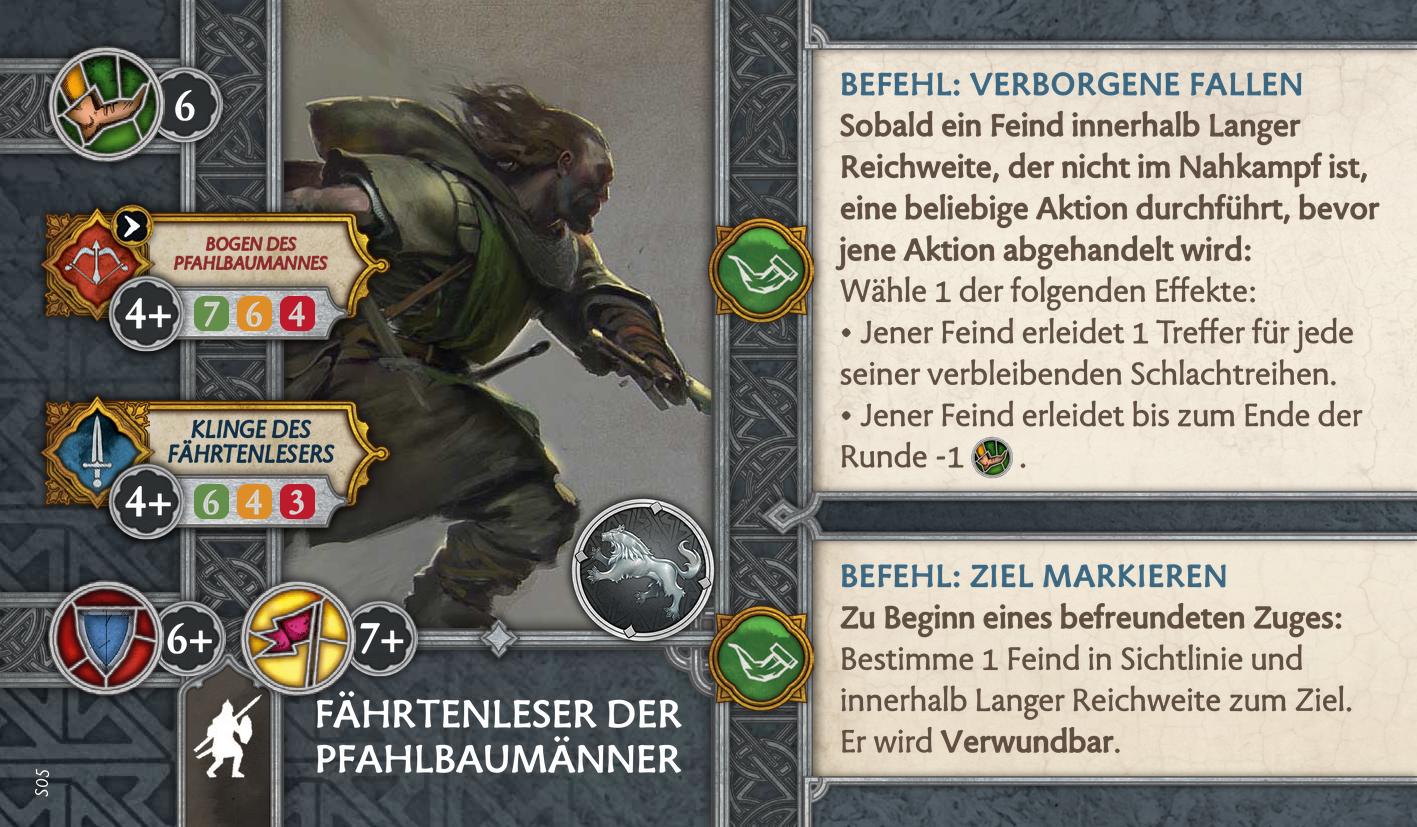 6
BOGEN DES
PFAHLBAUMANNES
4+ 7 6 4
KLINGE DES
FÄHRTENLESERS
4+ 6 4 3
6+ 7+
FÄHRTENLESER DER
PFAHLBAUMÄNNER
S05
BEFEHL: VERBORGENE FALLEN
Sobald ein Feind innerhalb Langer
Reichweite, der nicht im Nahkampf ist,
eine beliebige Aktion durchführt, bevor
jene Aktion abgehandelt wird:
Wähle 1 der folgenden Effekte:
• Jener Feind erleidet 1 Treffer für jede
seiner verbleibenden Schlachtreihen.
• Jener Feind erleidet bis zum Ende der
Runde -1 .
BEFEHL: ZIEL MARKIEREN
Zu Beginn eines befreundeten Zuges:
Bestimme 1 Feind in Sichtlinie und
innerhalb Langer Reichweite zum Ziel.
Er wird Verwundbar.